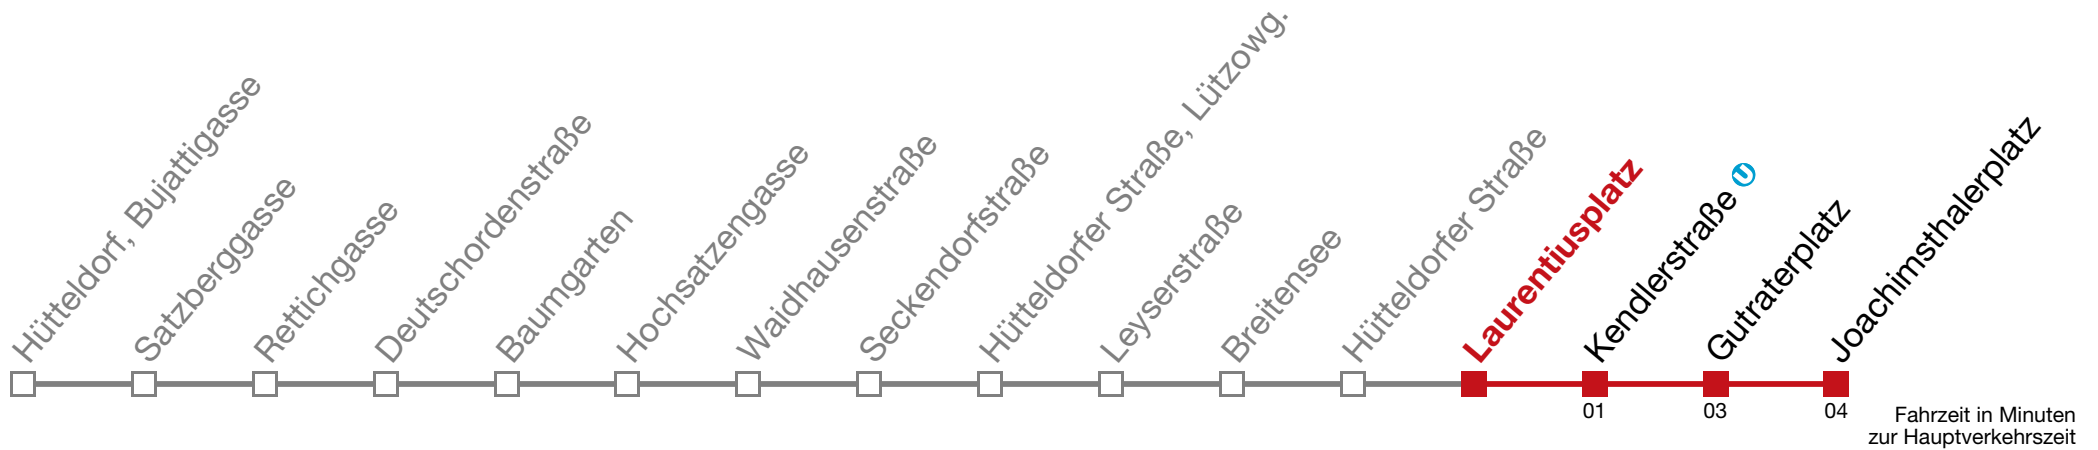 Hütteldorf, Bujattigasse
Satzberggasse
Rettichgasse
Deutschordenstraße
Baumgarten
Hochsatzengasse
Waidhausenstraße
Seckendorfstraße
Hütteldorfer Straße, Lützowg.
Leyserstraße
Breitensee
Hütteldorfer Straße
Laurentiusplatz
Kendlerstraße U
Gutraterplatz
Joachimsthalerplatz
01
03
04
Fahrzeit in Minuten
zur Hauptverkehrszeit